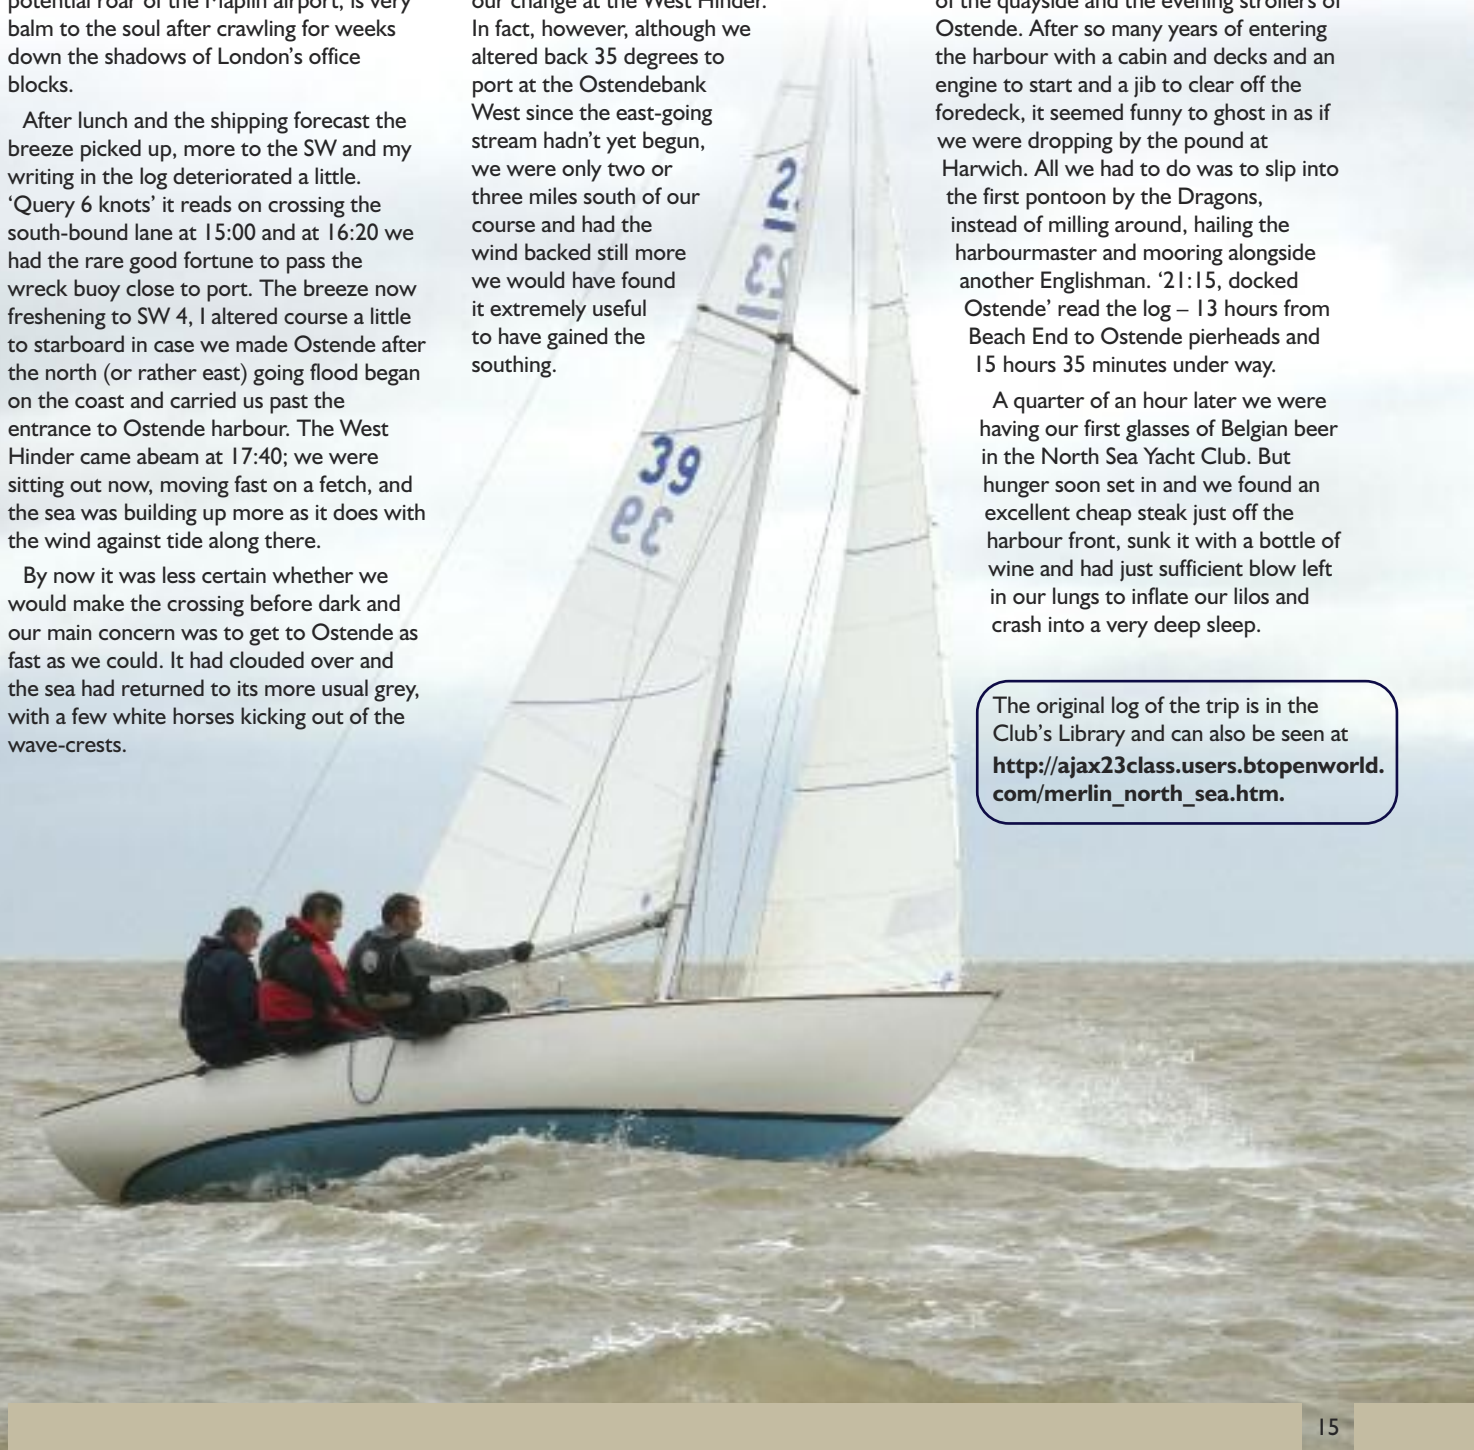 potential roar of the Maplin airport, is very
balm to the soul after crawling for weeks
down the shadows of London’s office
blocks.
After lunch and the shipping forecast the
breeze picked up, more to the SW and my
writing in the log deteriorated a little.
‘Query 6 knots’ it reads on crossing the
south-bound lane at 15:00 and at 16:20 we
had the rare good fortune to pass the
wreck buoy close to port. The breeze now
freshening to SW 4, I altered course a little
to starboard in case we made Ostende after
the north (or rather east) going flood began
on the coast and carried us past the
entrance to Ostende harbour. The West
Hinder came abeam at 17:40; we were
sitting out now, moving fast on a fetch, and
the sea was building up more as it does with
the wind against tide along there.
By now it was less certain whether we
would make the crossing before dark and
our main concern was to get to Ostende as
fast as we could. It had clouded over and
the sea had returned to its more usual grey,
with a few white horses kicking out of the
wave-crests.
our change at the West Hinder.
In fact, however, although we
altered back 35 degrees to
port at the Ostendebank
West since the east-going
stream hadn’t yet begun,
we were only two or
three miles south of our
course and had the
wind backed still more
we would have found
it extremely useful
to have gained the
southing.
of the quayside and the evening strollers of
Ostende. After so many years of entering
the harbour with a cabin and decks and an
engine to start and a jib to clear off the
foredeck, it seemed funny to ghost in as if
we were dropping by the pound at
Harwich. All we had to do was to slip into
the first pontoon by the Dragons,
instead of milling around, hailing the
harbourmaster and mooring alongside
another Englishman. ‘21:15, docked
Ostende’ read the log – 13 hours from
Beach End to Ostende pierheads and
15 hours 35 minutes under way.
A quarter of an hour later we were
having our first glasses of Belgian beer
in the North Sea Yacht Club. But
hunger soon set in and we found an
excellent cheap steak just off the
harbour front, sunk it with a bottle of
wine and had just sufficient blow left
in our lungs to inflate our lilos and
crash into a very deep sleep.
The original log of the trip is in the
Club’s Library and can also be seen at
http://ajax23class.users.btopenworld.
com/merlin_north_sea.htm.
23
39
15